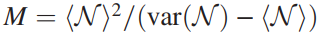 M = ⟨𝒩⟩²/(var(𝒩) – ⟨𝒩⟩)